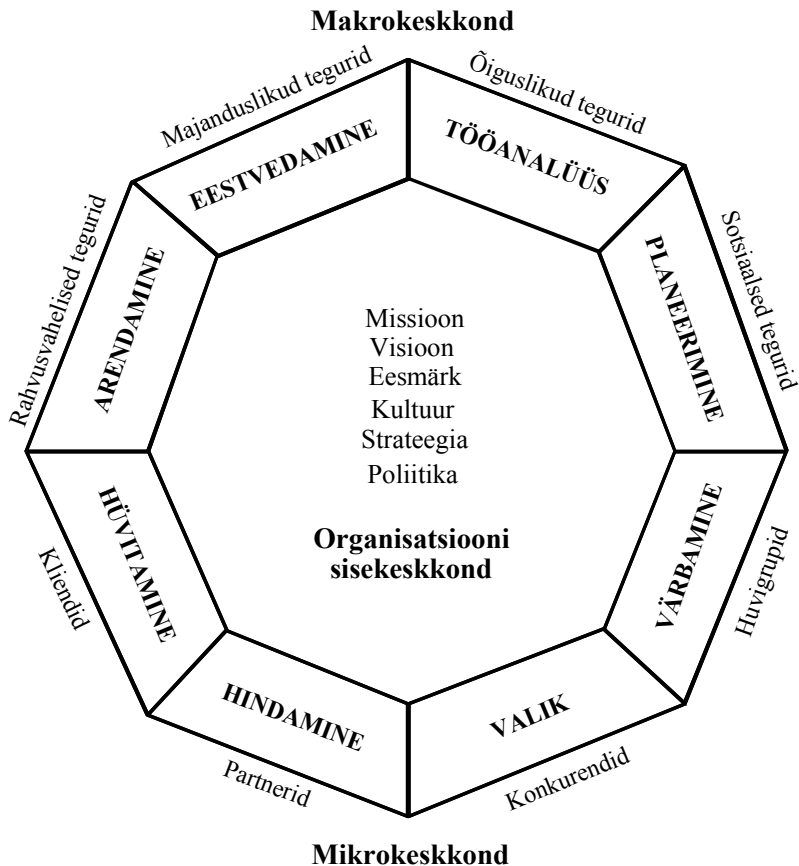 Makrokeskkond
Majanduslikud tegurid
Õiguslikud tegurid
EESTVEDAMINE
TÖÖANALÜÜS
Rahvusvahelised tegurid
ARENDAMINE
PLANEERIMINE
Sotsiaalsed tegurid
Missioon
Visioon
Eesmärk
Kultuur
Strateegia
Poliitika
Organisatsiooni
sisekeskkond
Kliendid
HÜVITAMINE
VÄRBAMINE
Huvigrupid
HINDAMINE
VALIK
Partnerid
Konkurendid
Mikrokeskkond